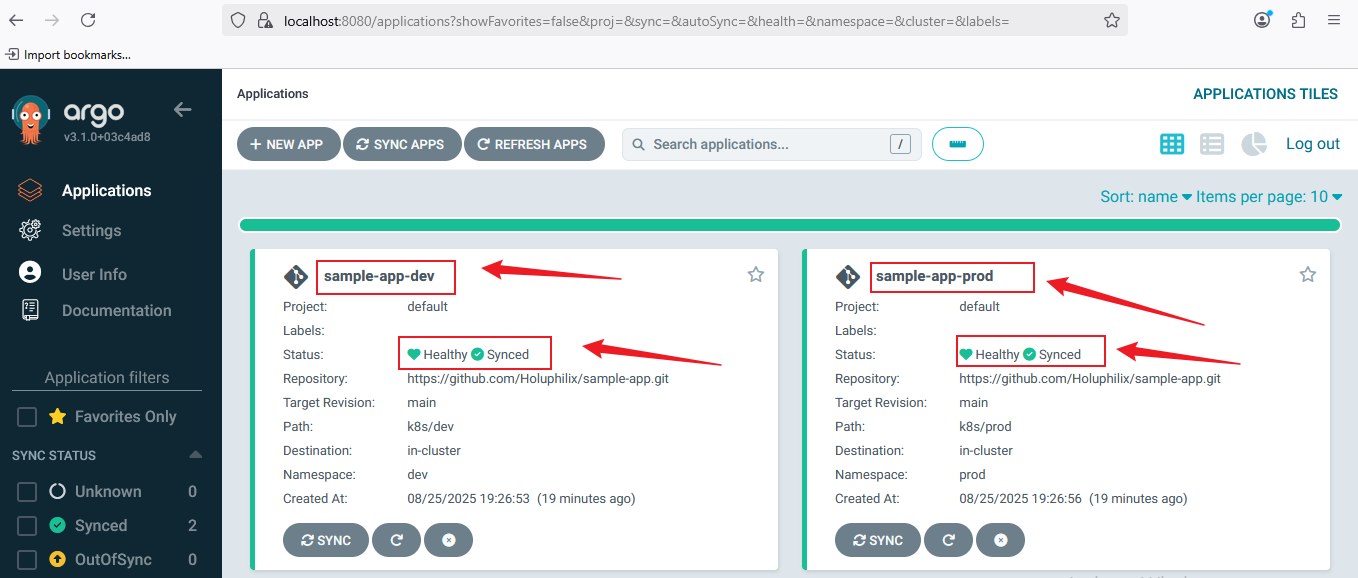 localhost:8080/applications?showFavorites=false&proj=&sync=&autoSync=&health=&namespace=&cluster=&labels=
Import bookmarks...
argo
v3.1.0+03c4ad8
Applications
Settings
User Info
Documentation
Application filters
Favorites Only
SYNC STATUS
Unknown 0
Synced 2
OutOfSync 0
Applications
APPLICATIONS TILES
+ NEW APP
SYNC APPS
REFRESH APPS
Search applications...
/
Log out
Sort: name
Items per page: 10
sample-app-dev
Project: default
Labels:
Status: Healthy Synced
Repository: https://github.com/Holuphilix/sample-app.git
Target Revision: main
Path: k8s/dev
Destination: in-cluster
Namespace: dev
Created At: 08/25/2025 19:26:53 (19 minutes ago)
SYNC
sample-app-prod
Project: default
Labels:
Status: Healthy Synced
Repository: https://github.com/Holuphilix/sample-app.git
Target Revision: main
Path: k8s/prod
Destination: in-cluster
Namespace: prod
Created At: 08/25/2025 19:26:56 (19 minutes ago)
SYNC